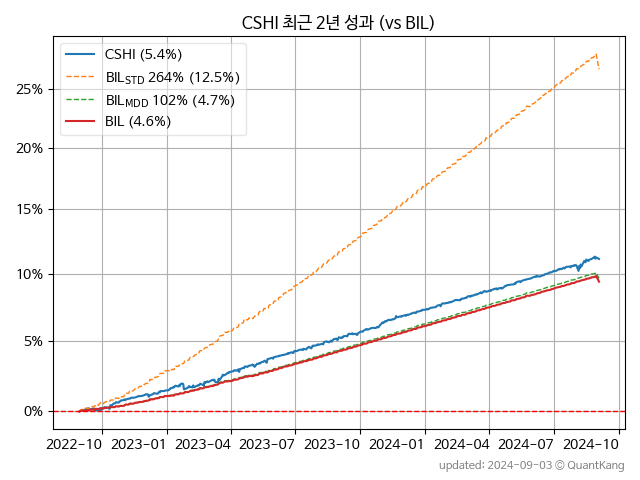 CSHI 최근 2년 성과 (vs BIL)
CSHI (5.4%)
BIL_STD 264% (12.5%)
BIL_MDD 102% (4.7%)
BIL (4.6%)
25%
20%
15%
10%
5%
0%
2022-10 2023-01 2023-04 2023-07 2023-10 2024-01 2024-04 2024-07 2024-10
updated: 2024-09-03 © QuantKang